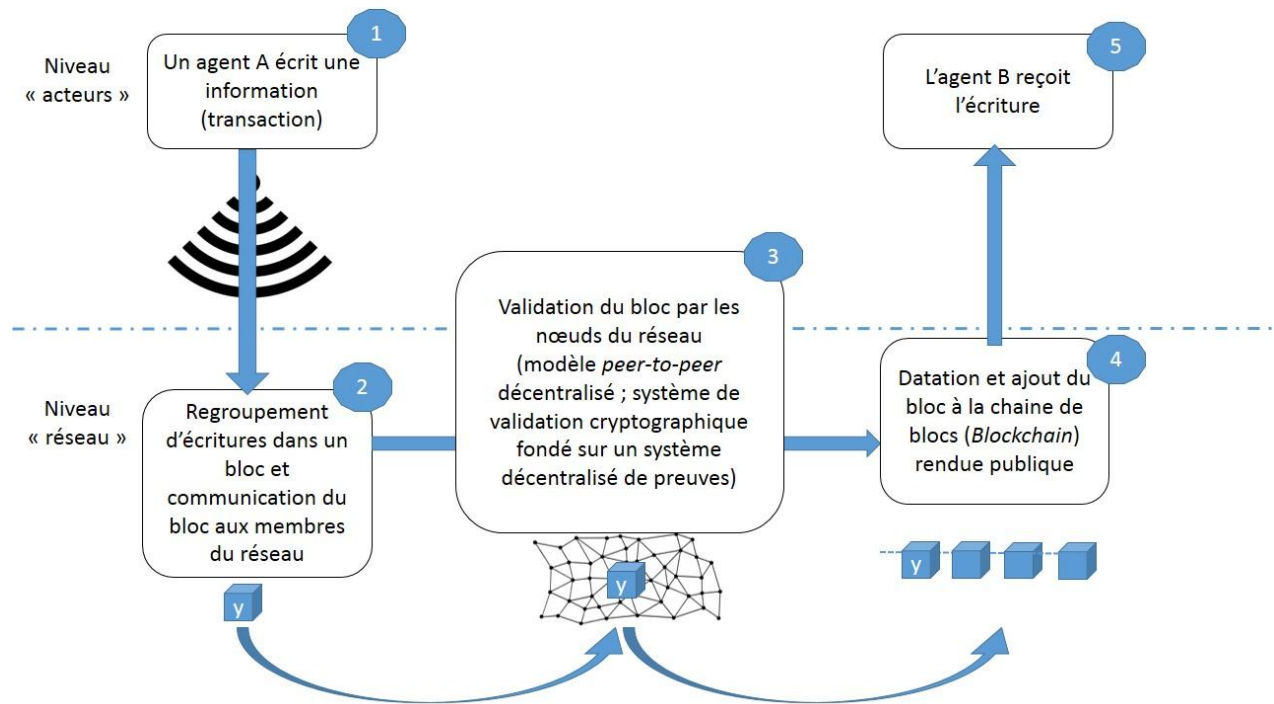 Niveau
« acteurs »
1
Un agent A écrit une
information
(transaction)
5
L’agent B reçoit
l’écriture
3
Validation du bloc par les
nœuds du réseau
(modèle peer-to-peer
décentralisé ; système de
validation cryptographique
fondé sur un système
décentralisé de preuves)
Niveau
« réseau »
2
Regroupement
d’écritures dans un
bloc et
communication du
bloc aux membres
du réseau
4
Datation et ajout du
bloc à la chaine de
blocs (Blockchain)
rendue publique
y
y
y